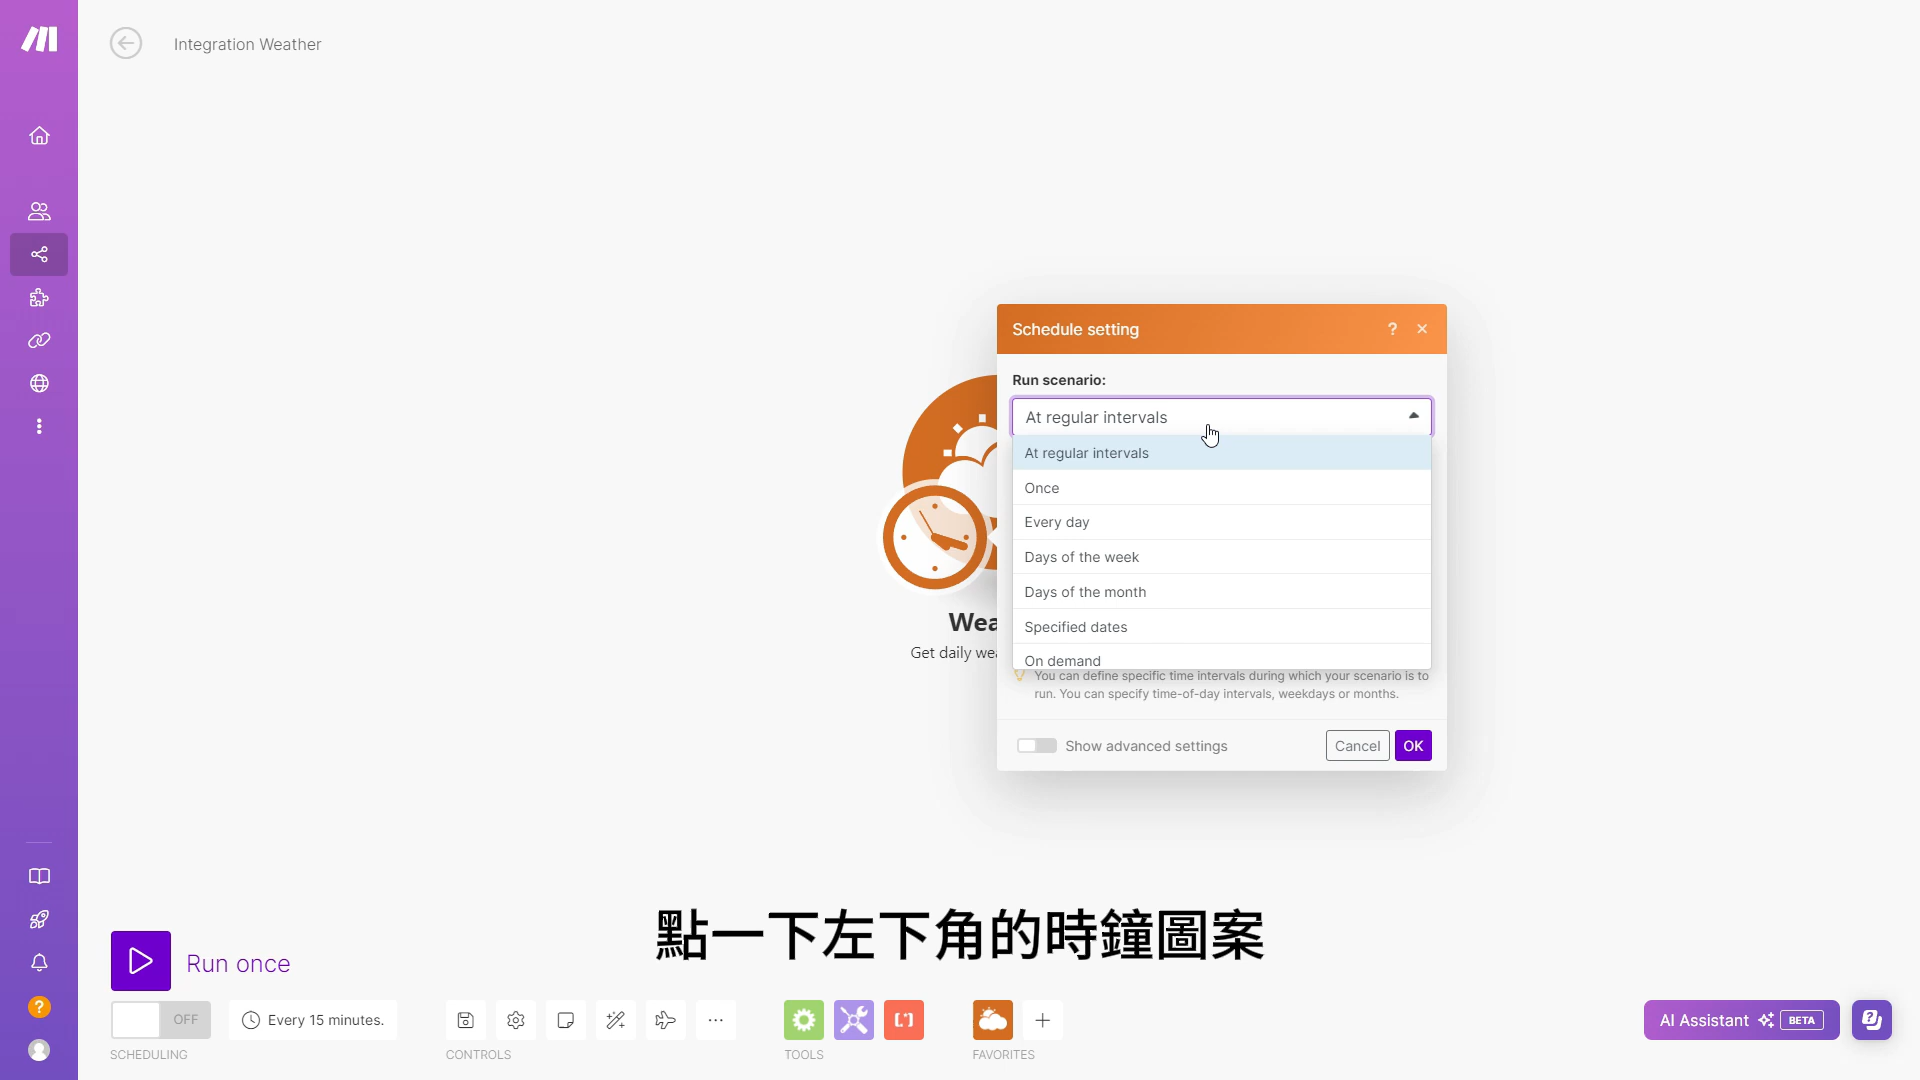 Integration Weather
Schedule setting
?
Run scenario:
At regular intervals
At regular intervals
Once
Every day
Days of the week
Days of the month
Specified dates
On demand
You can define specific time intervals during which your scenario is to
run. You can specify time-of-day intervals, weekdays or months.
Show advanced settings
Cancel
OK
Wea
Get daily wea
點一下左下角的時鐘圖案
Run once
OFF
Every 15 minutes.
SCHEDULING
CONTROLS
TOOLS
FAVORITES
AI Assistant
BETA